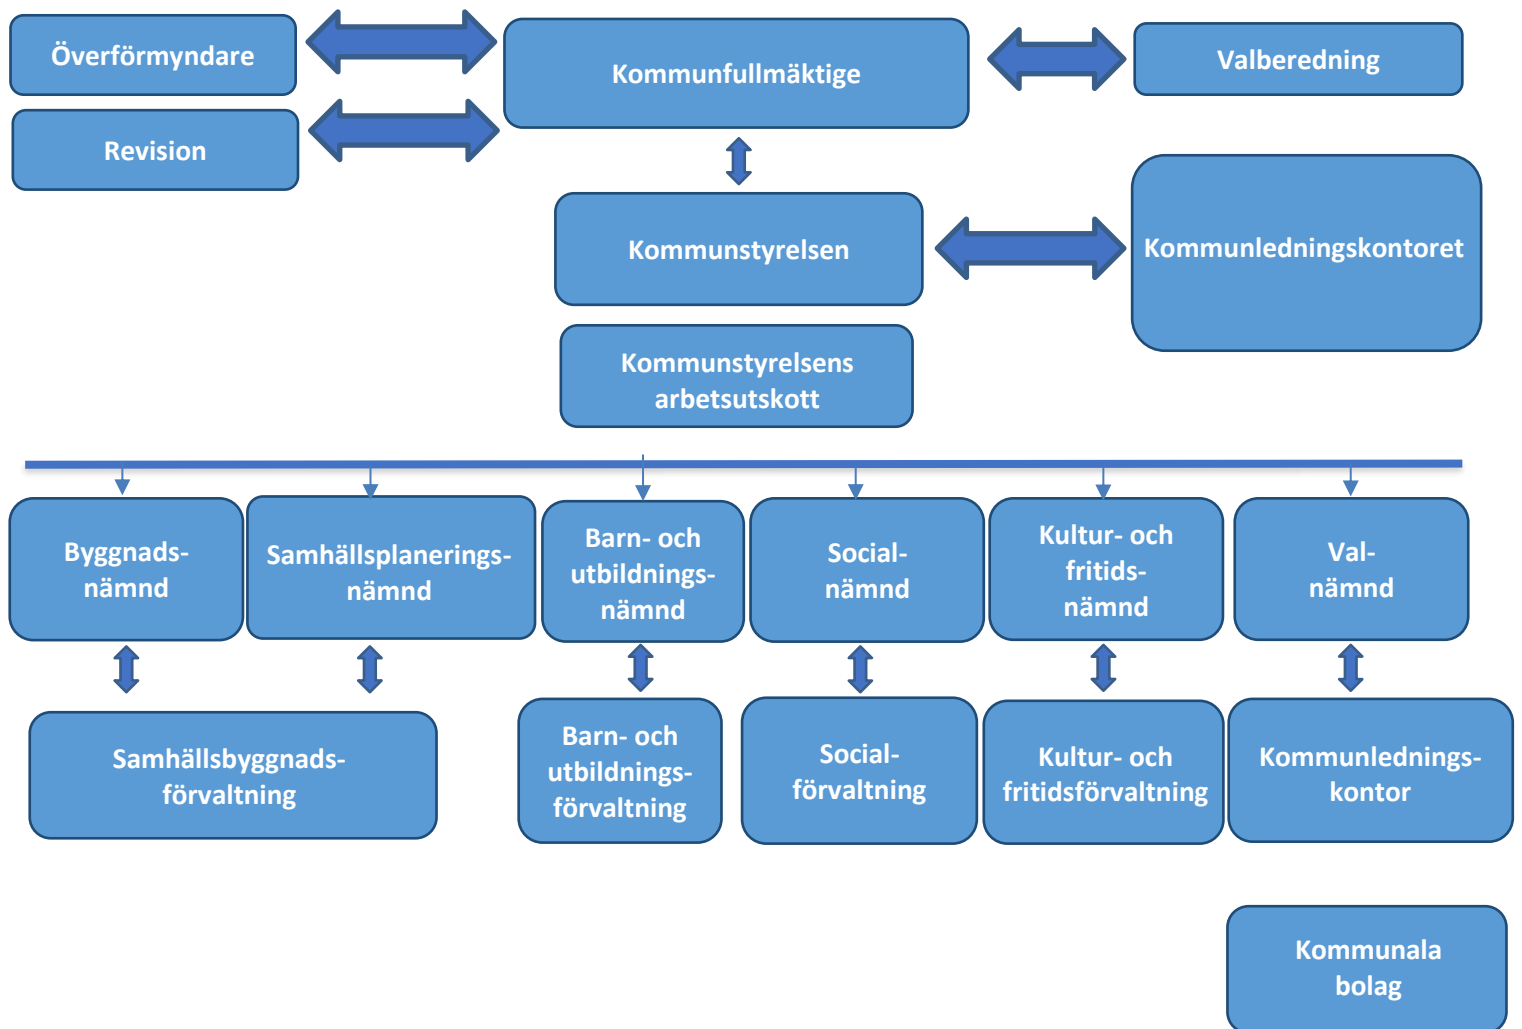 Överförmyndare
Kommunfullmäktige
Valberedning
Revision
Kommunstyrelsen
Kommunledningskontoret
Kommunstyrelsens
arbetsutskott
Byggnads-
nämnd
Samhällsplanerings-
nämnd
Barn- och
utbildnings-
nämnd
Social-
nämnd
Kultur- och
fritids-
nämnd
Val-
nämnd
Samhällsbyggnads-
förvaltning
Barn- och
utbildnings-
förvaltning
Social-
förvaltning
Kultur- och
fritidsförvaltning
Kommunlednings-
kontor
Kommunala
bolag